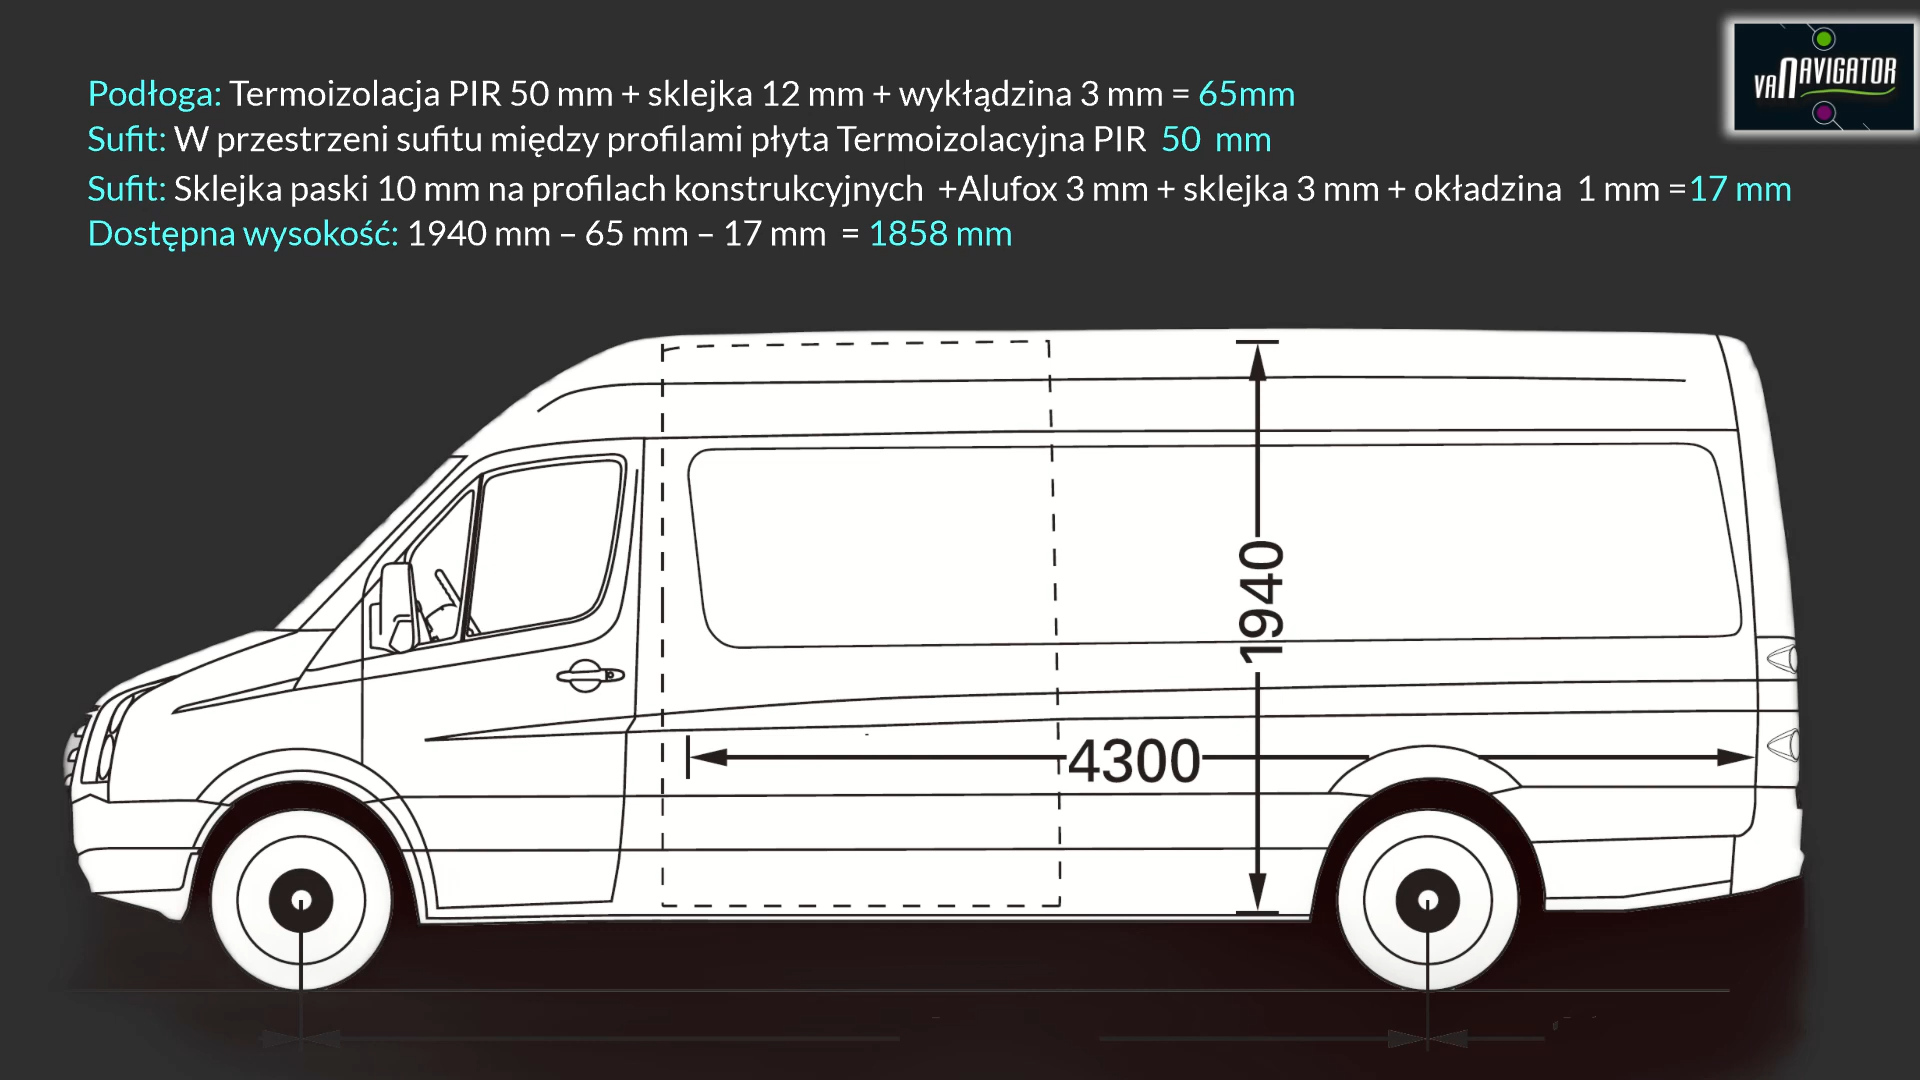 Podłoga: Termoizolacja PIR 50 mm + sklejka 12 mm + wykłądzina 3 mm = 65mm
Sufit: W przestrzeni sufitu między profilami płyta Termoizolacyjna PIR 50 mm
Sufit: Sklejka paski 10 mm na profilach konstrukcyjnych +Alufox 3 mm + sklejka 3 mm + okładzina 1 mm =17 mm
Dostępna wysokość: 1940 mm – 65 mm – 17 mm = 1858 mm
VANAVIGATOR
1940
4300